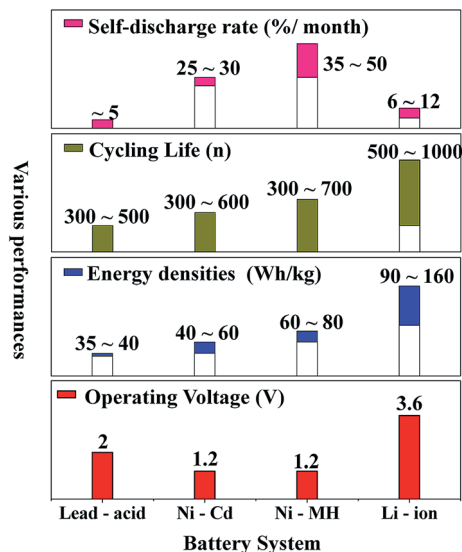 Self-discharge rate (%/ month)
~ 5
25 ~ 30
35 ~ 50
6 ~ 12
Cycling Life (n)
300 ~ 500
300 ~ 600
300 ~ 700
500 ~ 1000
Energy densities (Wh/kg)
35 ~ 40
40 ~ 60
60 ~ 80
90 ~ 160
Operating Voltage (V)
2
1.2
1.2
3.6
Lead - acid
Ni - Cd
Ni - MH
Li - ion
Battery System
Various performances